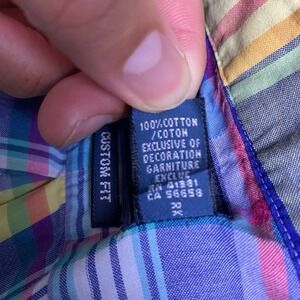 100% COTTON
/COTON
EXCLUSIVE OF
DECORATION
GARNITURE
EXCLUE
RN 41381
CA 56658
CUSTOM FIT